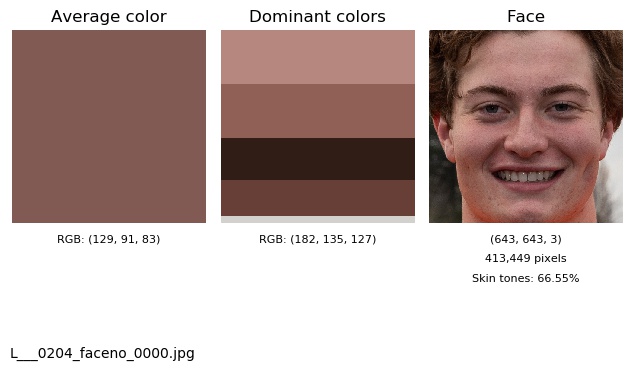 Average color
Dominant colors
Face
RGB: (129, 91, 83)
RGB: (182, 135, 127)
(643, 643, 3)
413,449 pixels
Skin tones: 66.55%
L___0204_faceno_0000.jpg